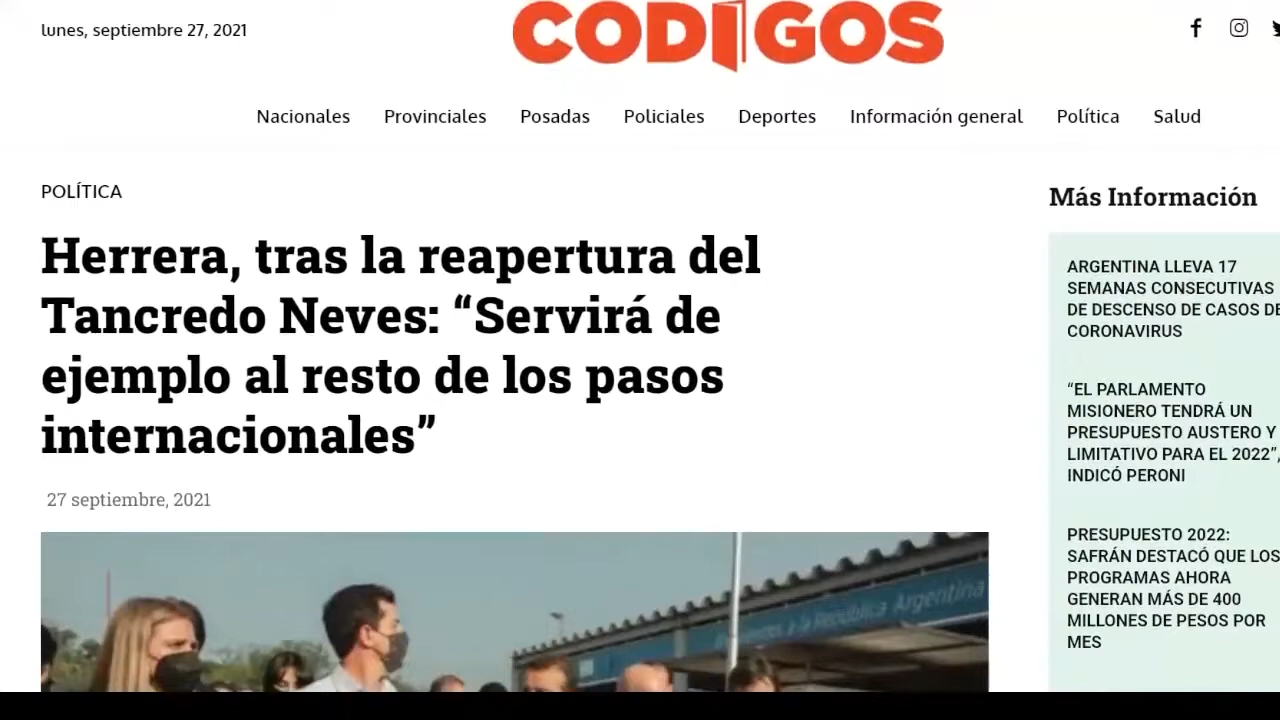 lunes, septiembre 27, 2021
CODIGOS
Nacionales Provinciales Posadas Policiales Deportes Información general Política Salud
POLÍTICA
Herrera, tras la reapertura del
Tancredo Neves: “Servirá de
ejemplo al resto de los pasos
internacionales”
27 septiembre, 2021
a la República Argentina
Más Información
ARGENTINA LLEVA 17
SEMANAS CONSECUTIVAS
DE DESCENSO DE CASOS DE
CORONAVIRUS
“EL PARLAMENTO
MISIONERO TENDRÁ UN
PRESUPUESTO AUSTERO Y
LIMITATIVO PARA EL 2022”,
INDICÓ PERONI
PRESUPUESTO 2022:
SAFRÁN DESTACÓ QUE LOS
PROGRAMAS AHORA
GENERAN MÁS DE 400
MILLONES DE PESOS POR
MES